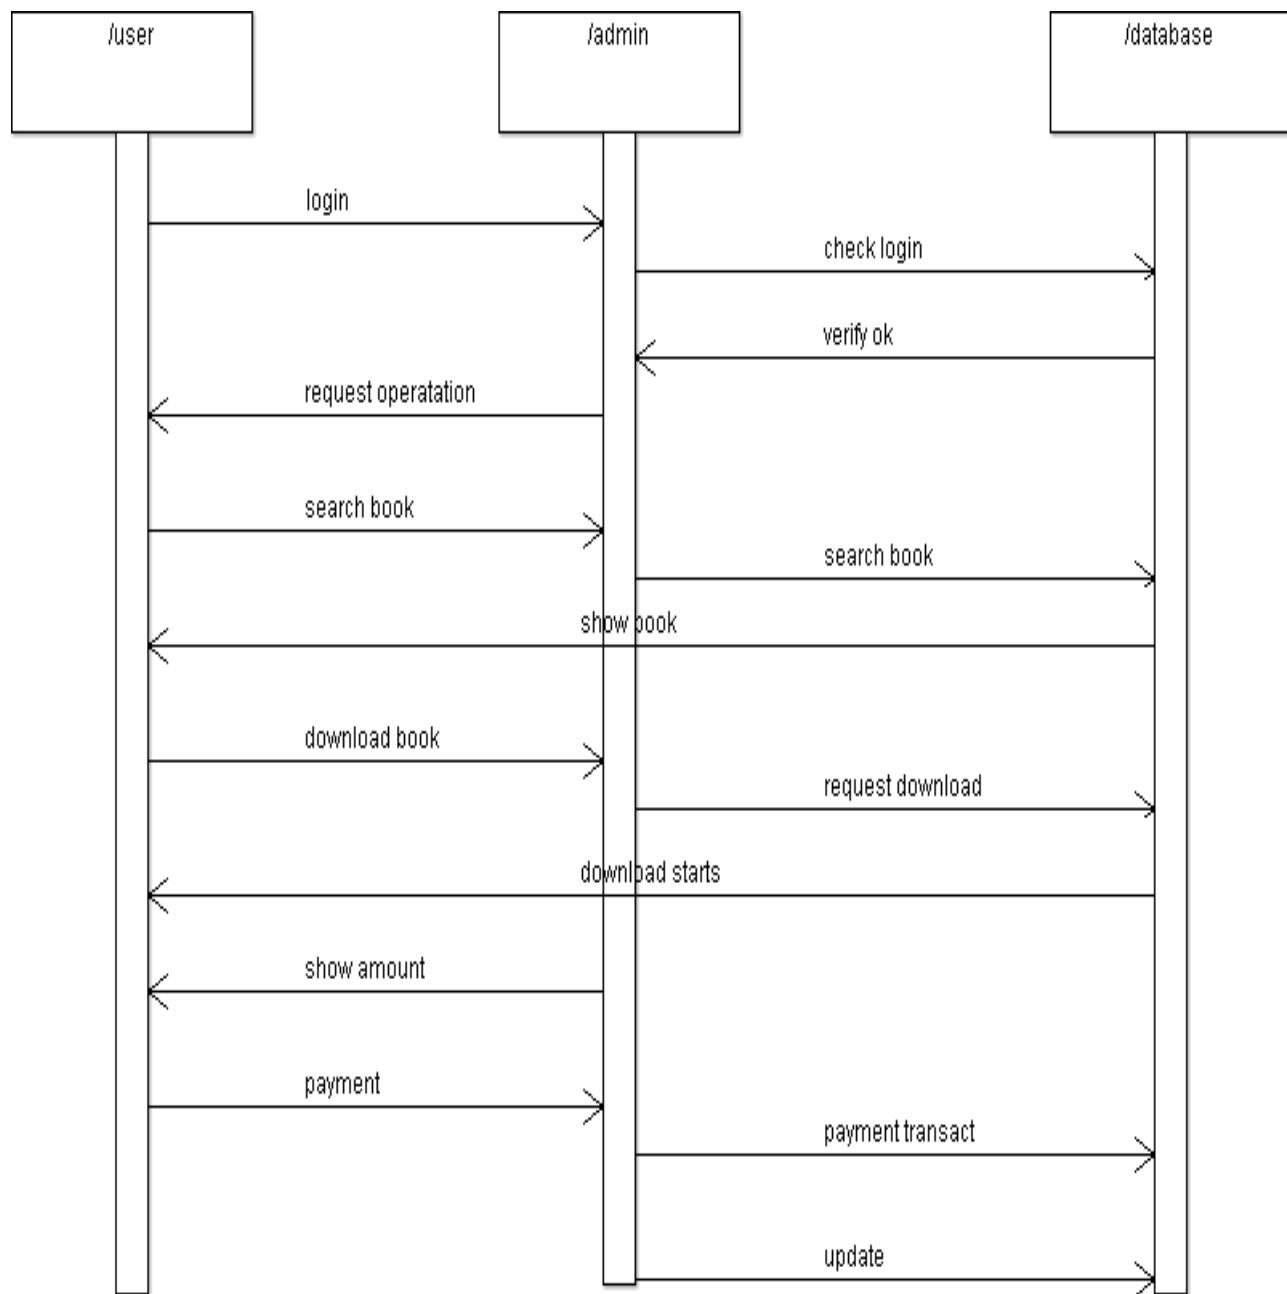 /user
/admin
/database
login
check login
verify ok
request operatation
search book
search book
show book
download book
request download
download starts
show amount
payment
payment transact
update